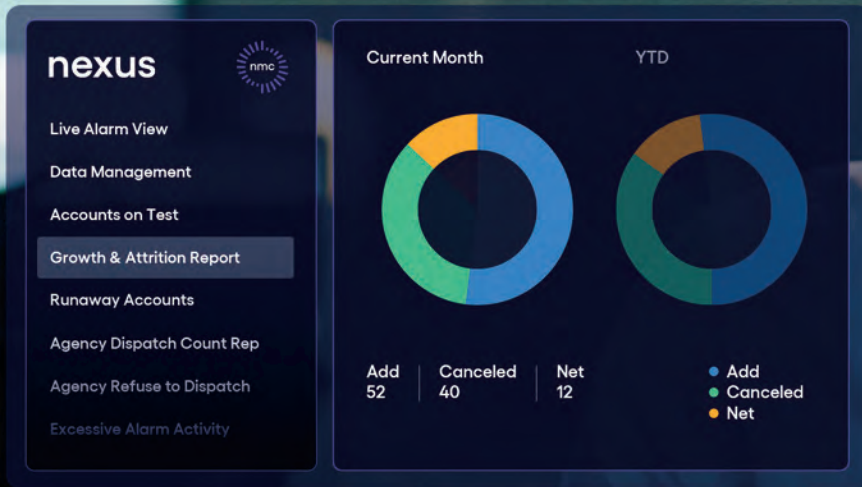 nexus
nmc
Live Alarm View
Data Management
Accounts on Test
Growth & Attrition Report
Runaway Accounts
Agency Dispatch Count Rep
Agency Refuse to Dispatch
Excessive Alarm Activity
Current Month
YTD
Add
52
Canceled
40
Net
12
Add
Canceled
Net